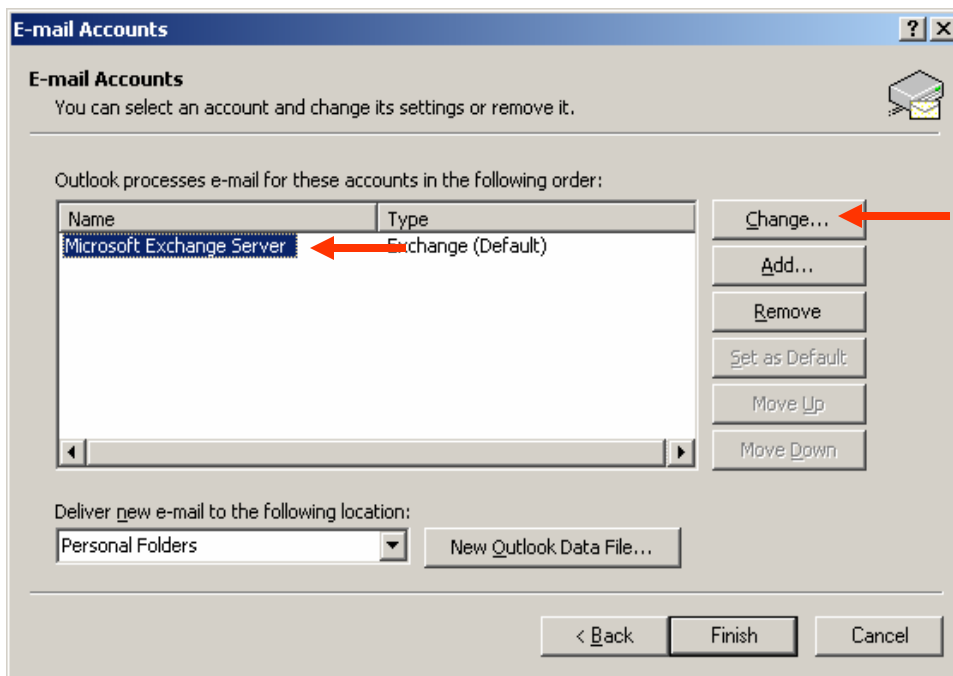 E-mail Accounts
E-mail Accounts
You can select an account and change its settings or remove it.
Outlook processes e-mail for these accounts in the following order:
Name Type
Microsoft Exchange Server Exchange (Default)
Change...
Add...
Remove
Set as Default
Move Up
Move Down
Deliver new e-mail to the following location:
Personal Folders New Outlook Data File...
< Back Finish Cancel